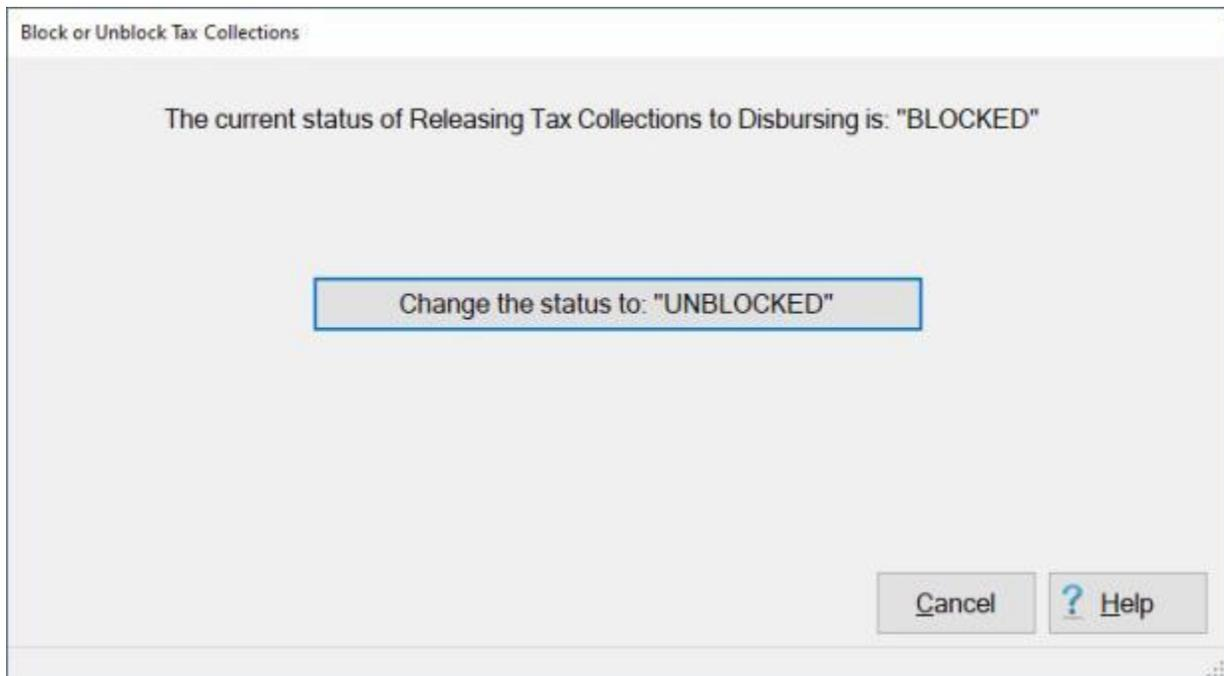 Block or Unblock Tax Collections
The current status of Releasing Tax Collections to Disbursing is: "BLOCKED"
Change the status to: "UNBLOCKED"
Cancel
? Help